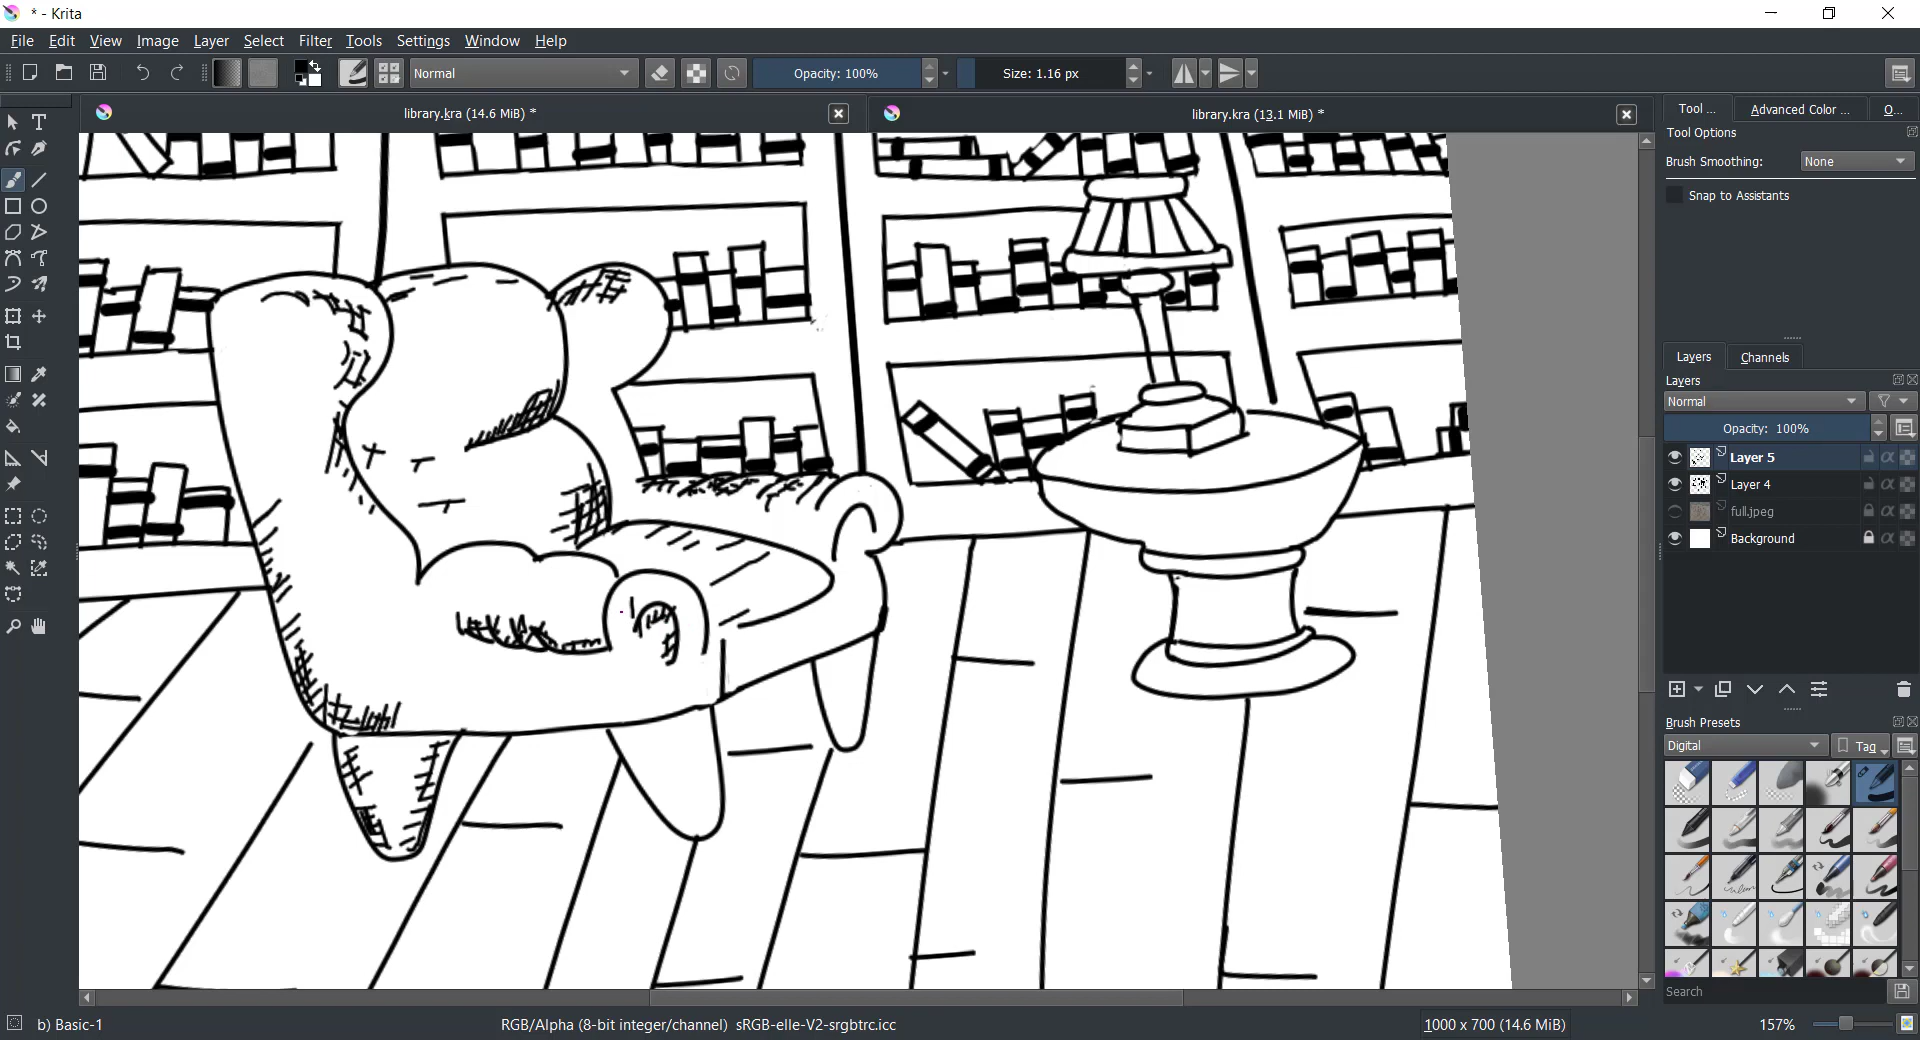 * - Krita
File Edit View Image Layer Select Filter Tools Settings Window Help
Normal
Opacity: 100%
Size: 1.16 px
library.kra (14.6 MiB) *
library.kra (13.1 MiB) *
Tool ...
Advanced Color ...
O...
Tool Options
Brush Smoothing:
None
Snap to Assistants
Layers
Channels
Layers
Normal
Opacity: 100%
Layer 5
Layer 4
full.jpeg
Background
Brush Presets
Digital
Tag
Search
b) Basic-1
RGB/Alpha (8-bit integer/channel) sRGB-elle-V2-srgbtrc.icc
1000 x 700 (14.6 MiB)
157%